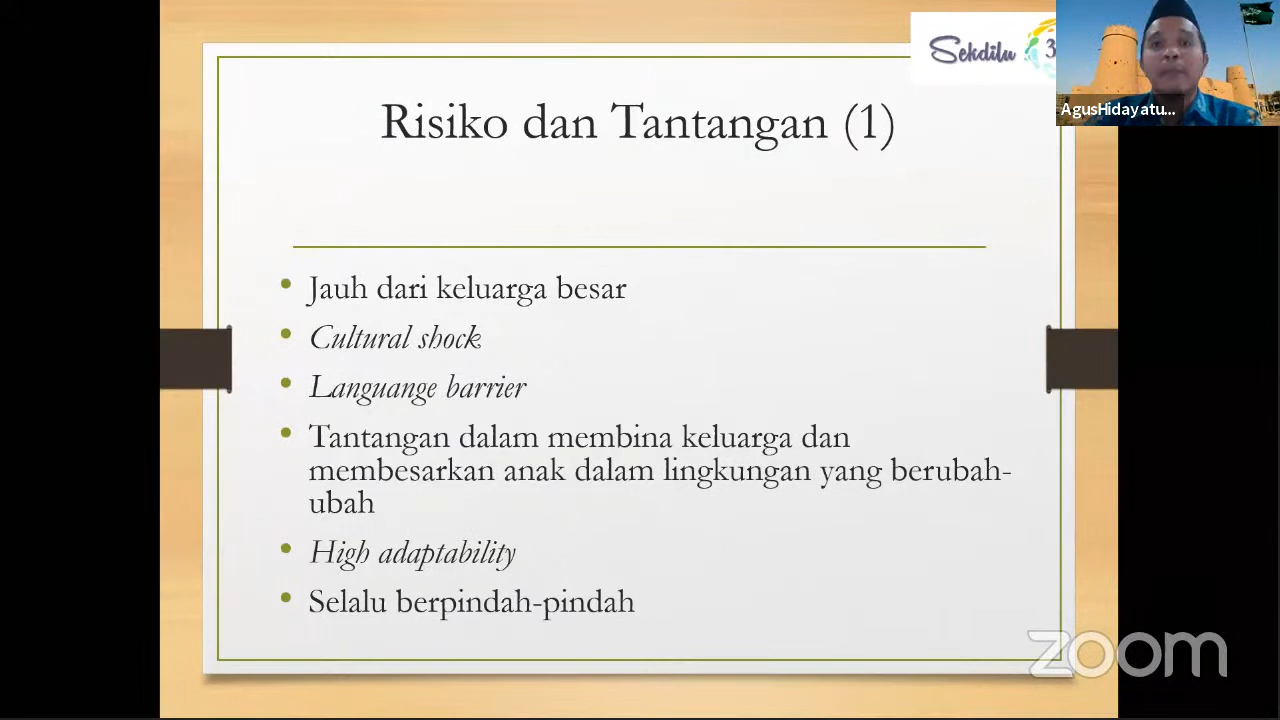 Sekdilu 3
AgusHidayatu...
Risiko dan Tantangan (1)
Jauh dari keluarga besar
Cultural shock
Languange barrier
Tantangan dalam membina keluarga dan
membesarkan anak dalam lingkungan yang berubah-
ubah
High adaptability
Selalu berpindah-pindah
zoom